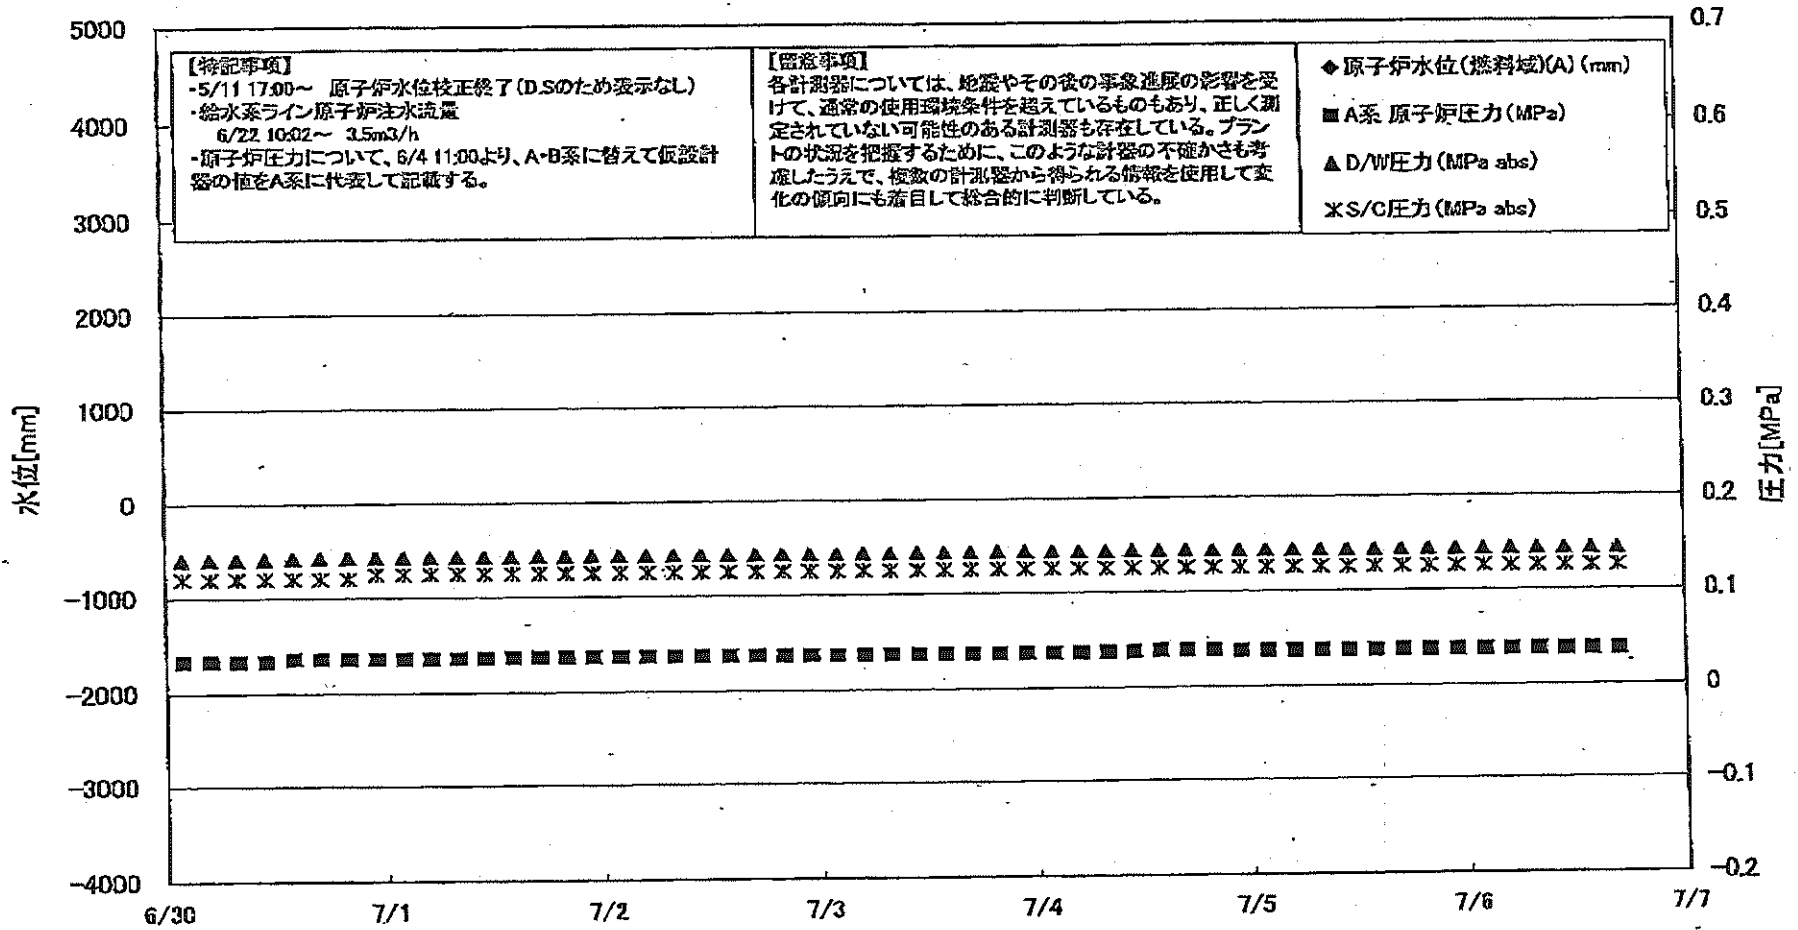 5000
4000
3000
2000
1000
0
-1000
-2000
-3000
-4000
水位[mm]
【特記事項】
・5/11 17:00～ 原子炉水位校正終了(D.Sのため表示なし)
・給水系ライン原子炉注水流量
6/22 10:02～ 3.5m3/h
・原子炉圧力について、6/4 11:00より、A・B系に替えて仮設計
器の値をA系に代表して記載する。
【留意事項】
各計測器については、地震やその後の事象進展の影響を受
けて、通常の使用環境条件を超えているものもあり、正しく測
定されていない可能性のある計測器も存在している。プラン
トの状況を把握するために、このような計器の不確かさも考
慮したうえで、複数の計測器から得られる情報を使用して変
化の傾向にも着目して総合的に判断している。
原子炉水位(燃料域)(A)(mm)
A系 原子炉圧力(MPa)
D/W圧力(MPa abs)
S/C圧力(MPa abs)
0.7
0.6
0.5
0.4
0.3
0.2
0.1
0
-0.1
-0.2
圧力[MPa]
6/30
7/1
7/2
7/3
7/4
7/5
7/6
7/7